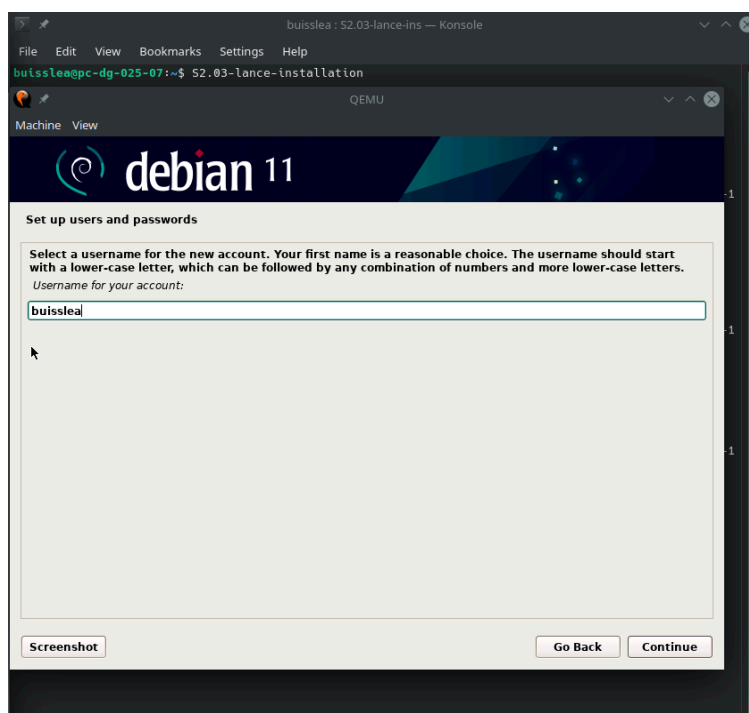 buisslea : S2.03-lance-ins — Konsole
File Edit View Bookmarks Settings Help
buisslea@pc-dg-025-07:~$ S2.03-lance-installation
QEMU
Machine View
debian 11
-1
Set up users and passwords
Select a username for the new account. Your first name is a reasonable choice. The username should start
with a lower-case letter, which can be followed by any combination of numbers and more lower-case letters.
Username for your account:
buisslea
-1
-1
Screenshot Go Back Continue